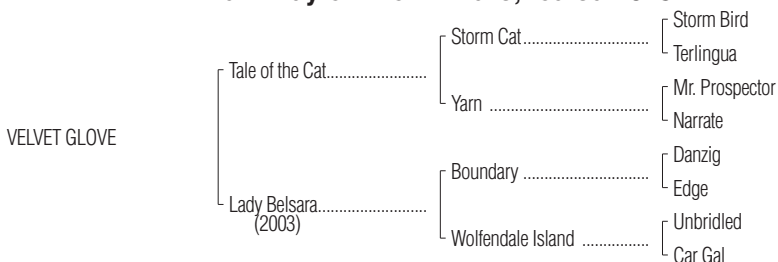 Storm Bird
Storm Cat
Terlingua
Tale of the Cat
Mr. Prospector
Yarn
Narrate
VELVET GLOVE
Danzig
Boundary
Edge
Lady Belsara
(2003)
Unbridled
Wolfendale Island
Car Gal